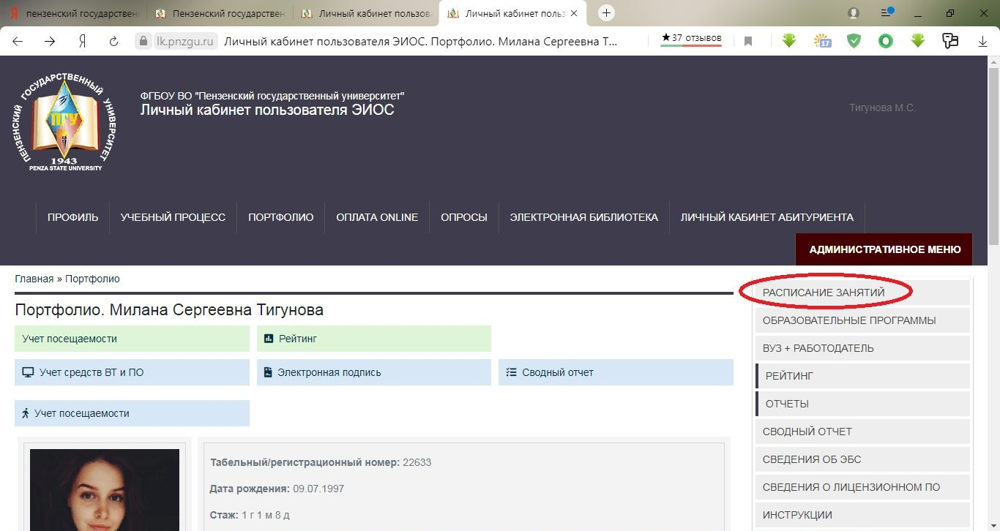 пензенский государствен
Пензенский государствен
Личный кабинет пользова
Личный кабинет польз
lk.pnzgu.ru
Личный кабинет пользователя ЭИОС. Портфолио. Милана Сергеевна Т...
★37 отзывов
17
ПЕНЗЕНСКИЙ ГОСУДАРСТВЕННЫЙ УНИВЕРСИТЕТ
ПГУ
1943
PENZA STATE UNIVERSITY
ФГБОУ ВО "Пензенский государственный университет"
Личный кабинет пользователя ЭИОС
Тигунова М.С.
ПРОФИЛЬ
УЧЕБНЫЙ ПРОЦЕСС
ПОРТФОЛИО
ОПЛАТА ONLINE
ОПРОСЫ
ЭЛЕКТРОННАЯ БИБЛИОТЕКА
ЛИЧНЫЙ КАБИНЕТ АБИТУРИЕНТА
АДМИНИСТРАТИВНОЕ МЕНЮ
Главная » Портфолио
Портфолио. Милана Сергеевна Тигунова
Учет посещаемости
Рейтинг
Учет средств ВТ и ПО
Электронная подпись
Сводный отчет
Учет посещаемости
Табельный/регистрационный номер: 22633
Дата рождения: 09.07.1997
Стаж: 1 г 1 м 8 д
РАСПИСАНИЕ ЗАНЯТИЙ
ОБРАЗОВАТЕЛЬНЫЕ ПРОГРАММЫ
ВУЗ + РАБОТОДАТЕЛЬ
РЕЙТИНГ
ОТЧЕТЫ
СВОДНЫЙ ОТЧЕТ
СВЕДЕНИЯ ОБ ЭБС
СВЕДЕНИЯ О ЛИЦЕНЗИОННОМ ПО
ИНСТРУКЦИИ